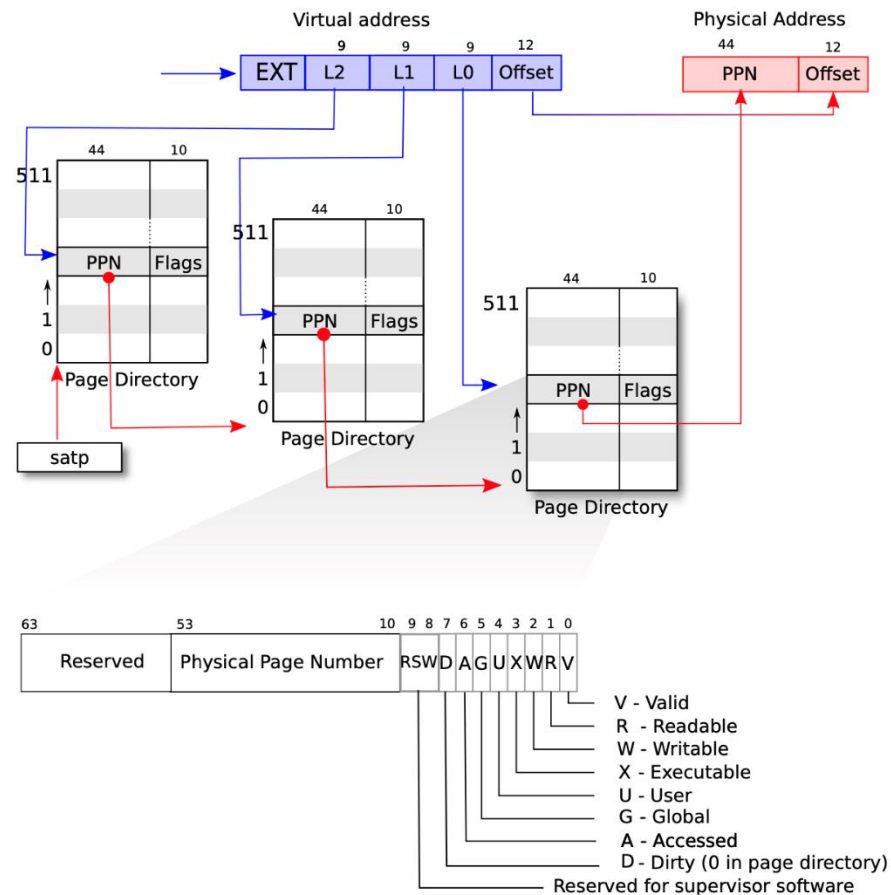 Virtual address
Physical Address
9 9 9 12
44 12
EXT L2 L1 L0 Offset
PPN Offset
44 10
511
PPN Flags
1
0
Page Directory
satp
44 10
511
PPN Flags
1
0
Page Directory
44 10
511
PPN Flags
1
0
Page Directory
63 53 10 9 8 7 6 5 4 3 2 1 0
Reserved Physical Page Number RSW D A G U X W R V
V - Valid
R - Readable
W - Writable
X - Executable
U - User
G - Global
A - Accessed
D - Dirty (0 in page directory)
Reserved for supervisor software